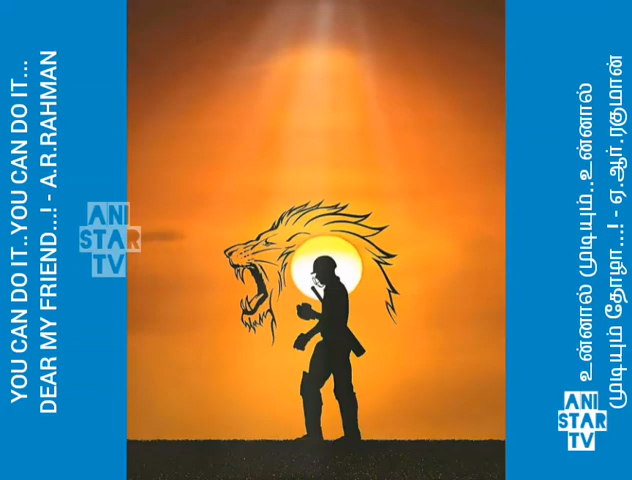 YOU CAN DO IT..YOU CAN DO IT...
DEAR MY FRIEND...! - A.R.RAHMAN
ANI
STAR
TV
உன்னால் முடியும்..உன்னால்
முடியும் தோழா...! - ஏ.ஆர்.ரகுமான்
ANI
STAR
TV